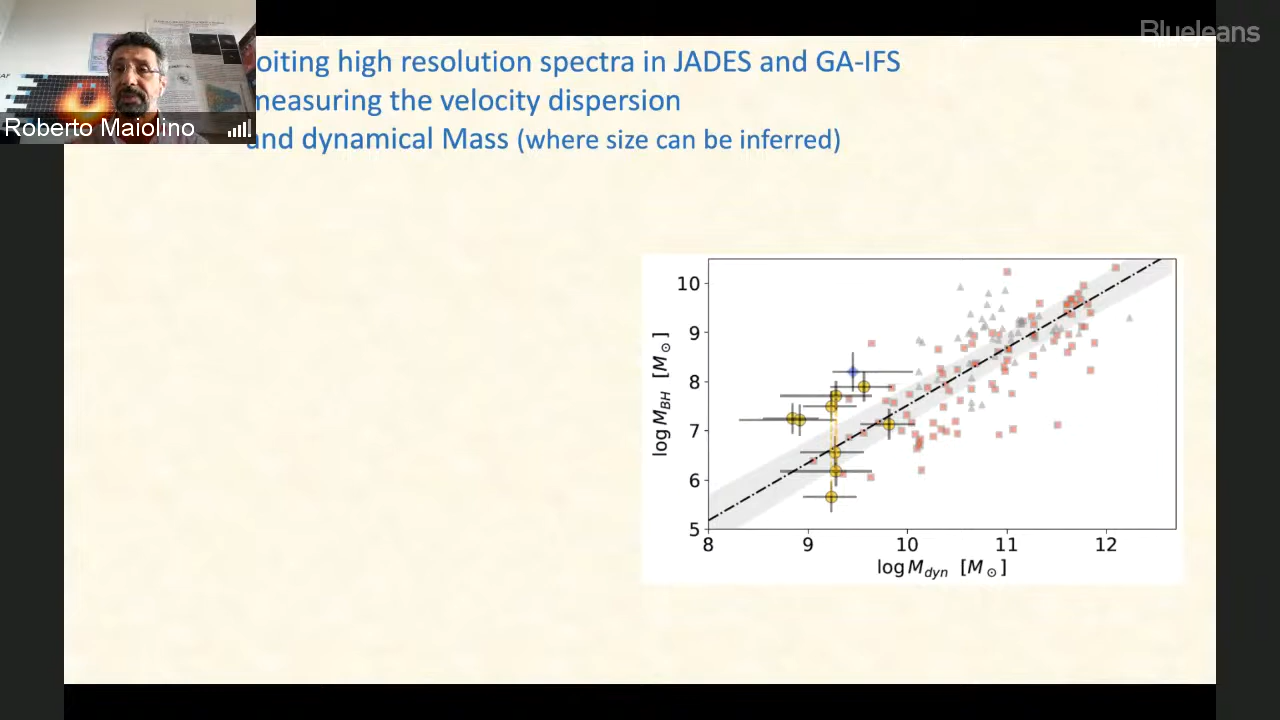 BlueJeans
oiting high resolution spectra in JADES and GA-IFS
measuring the velocity dispersion
and dynamical Mass (where size can be inferred)
Roberto Maiolino
10
9
8
7
6
5
log M_BH [M_⊙]
8 9 10 11 12
log M_dyn [M_⊙]